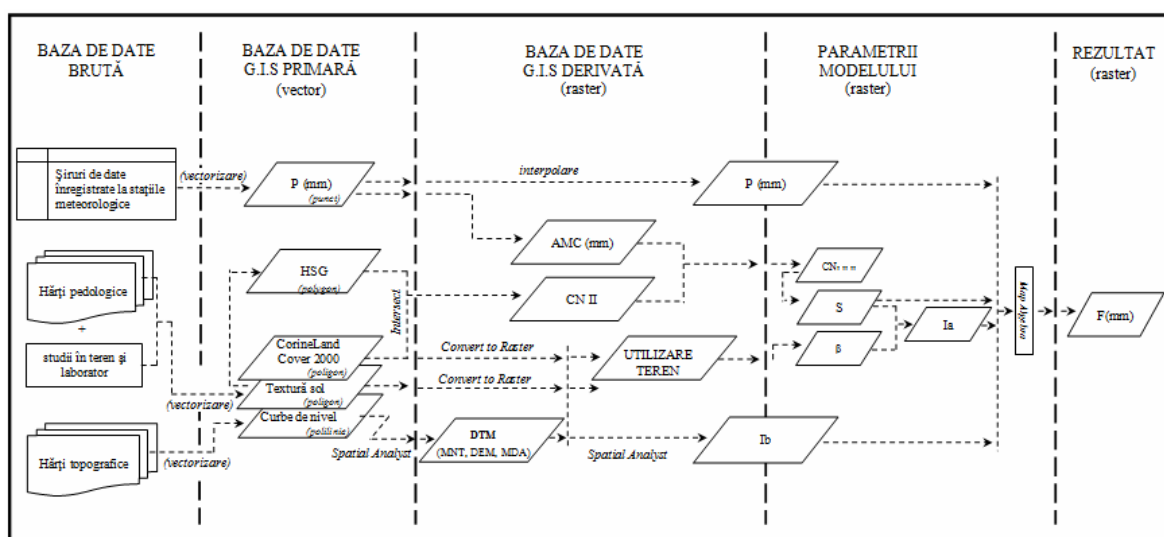 BAZA DE DATE
BRUTĂ
BAZA DE DATE
G.I.S PRIMARĂ
(vector)
BAZA DE DATE
G.I.S DERIVATĂ
(raster)
PARAMETRII
MODELULUI
(raster)
REZULTAT
(raster)
Şiruri de date
înregistrate la staţiile
meteorologice
(vectorizare)
P (mm)
(punct)
interpolare
P (mm)
AMC (mm)
HSG
(polygon)
CN II
Intersect
CN
S
Ia
ß
Map Algebra
F(mm)
Hărţi pedologice
+
studii în teren şi
laborator
CorineLand
Cover 2000
(poligon)
Convert to Raster
UTILIZARE
TEREN
Textură sol
(poligon)
Convert to Raster
(vectorizare)
Curbe de nivel
(polilinie)
Hărţi topografice
(vectorizare)
Spatial Analyst
DTM
(MNT, DEM, MDA)
Spatial Analyst
Ib